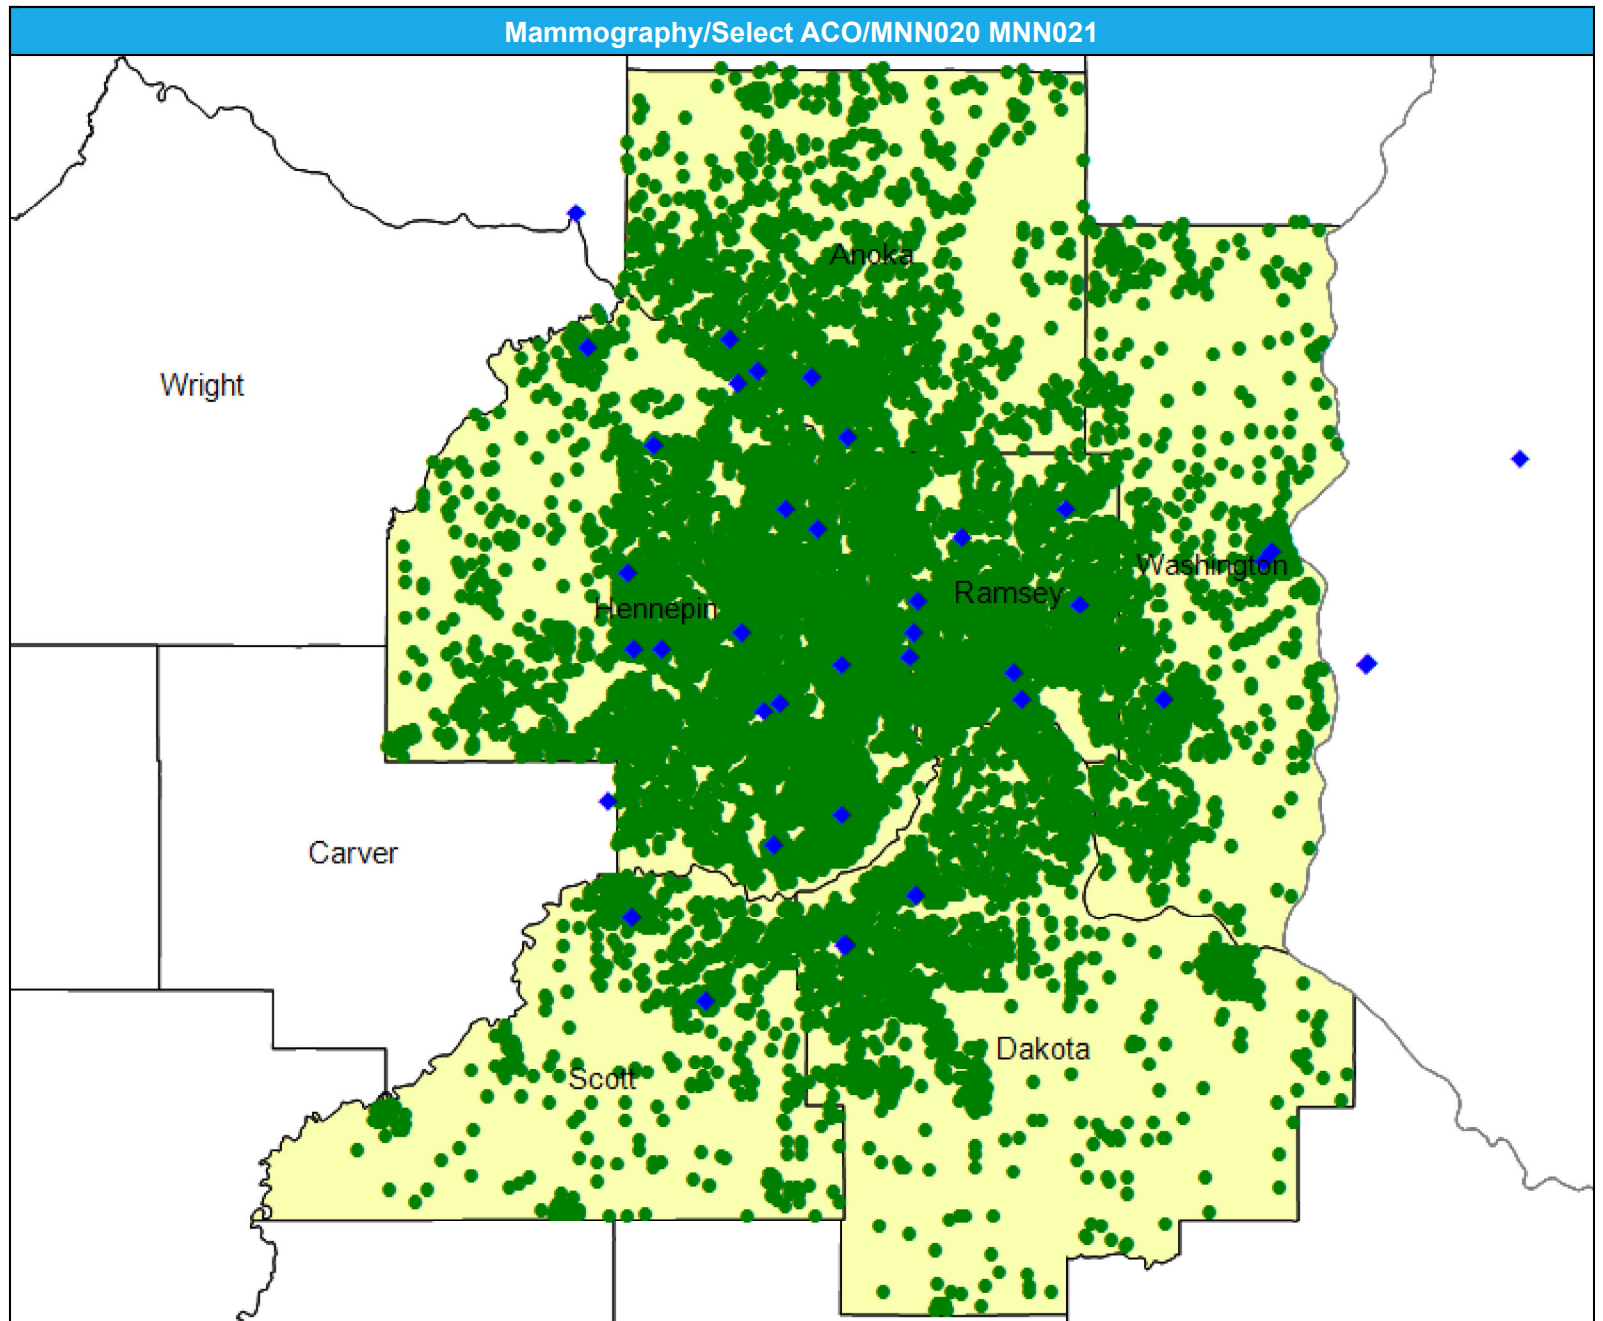 Mammography/Select ACO/MNN020 MNN021
Anoka
Wright
Washington
Ramsey
Hennepin
Carver
Dakota
Scott